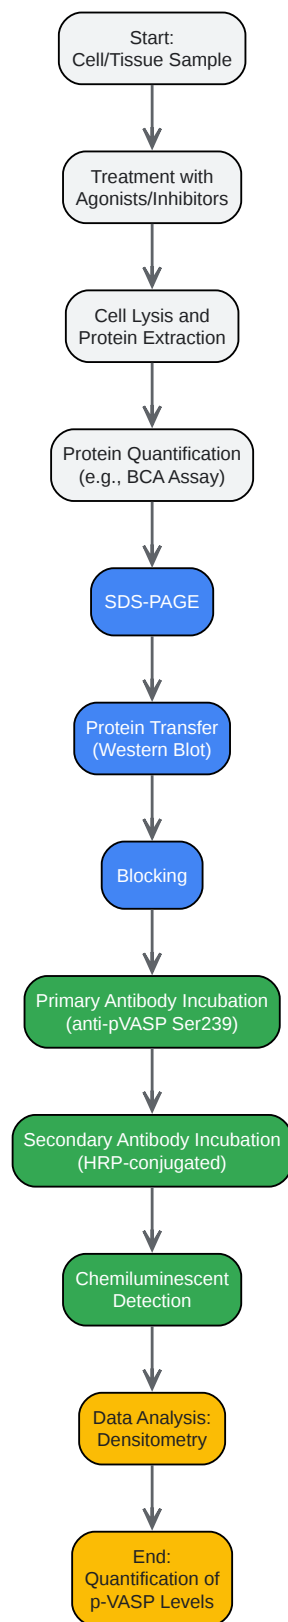 Start:
Cell/Tissue Sample
Treatment with
Agonists/Inhibitors
Cell Lysis and
Protein Extraction
Protein Quantification
(e.g., BCA Assay)
SDS-PAGE
Protein Transfer
(Western Blot)
Blocking
Primary Antibody Incubation
(anti-pVASP Ser239)
Secondary Antibody Incubation
(HRP-conjugated)
Chemiluminescent
Detection
Data Analysis:
Densitometry
End:
Quantification of
p-VASP Levels